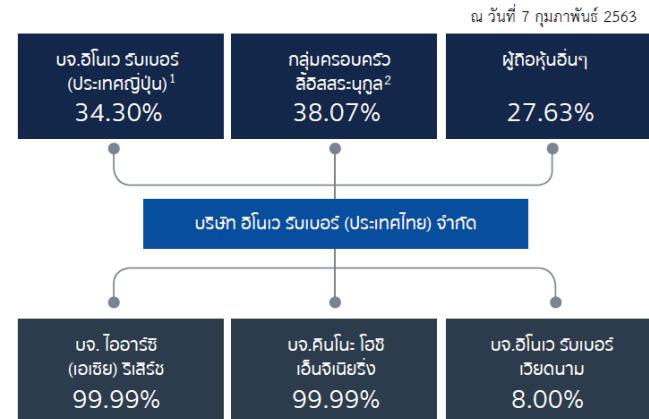 ณ วันที่ 7 กุมภาพันธ์ 2563
บจ.อีโนเว รับเบอร์
(ประเทศญี่ปุ่น)1
34.30%
กลุ่มครอบครัว
ลี้อิสสระนุกูล2
38.07%
ผู้ถือหุ้นอื่นๆ
27.63%
บริษัท อีโนเว รับเบอร์ (ประเทศไทย) จำกัด
บจ. ไออาร์ซี
(เอเซีย) รีเสิร์ช
99.99%
บจ.คินโนะ โฮชิ
เอ็นจิเนียริ่ง
99.99%
บจ.อีโนเว รับเบอร์
เวียดนาม
8.00%